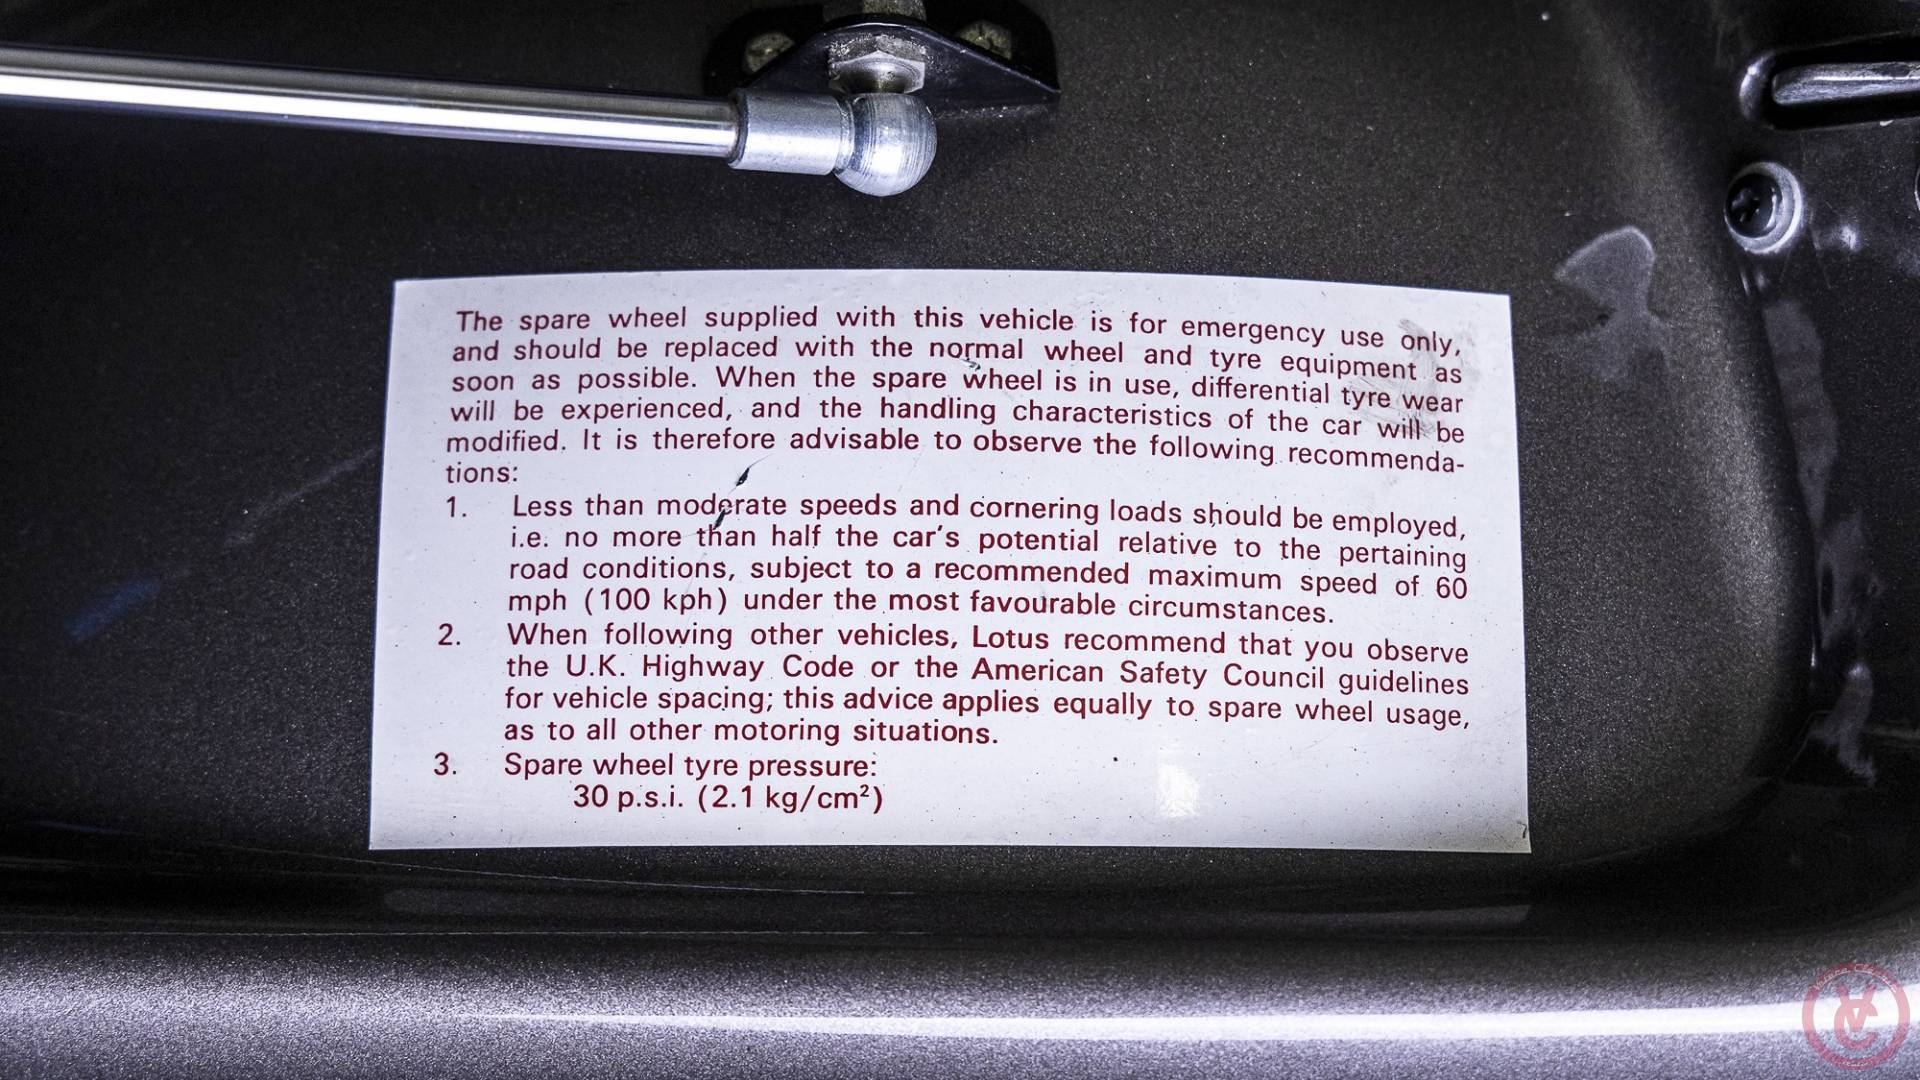 The spare wheel supplied with this vehicle is for emergency use only,
and should be replaced with the normal wheel and tyre equipment as
soon as possible. When the spare wheel is in use, differential tyre wear
will be experienced, and the handling characteristics of the car will be
modified. It is therefore advisable to observe the following recommenda-
tions:
1. Less than moderate speeds and cornering loads should be employed,
i.e. no more than half the car's potential relative to the pertaining
road conditions, subject to a recommended maximum speed of 60
mph (100 kph) under the most favourable circumstances.
2. When following other vehicles, Lotus recommend that you observe
the U.K. Highway Code or the American Safety Council guidelines
for vehicle spacing; this advice applies equally to spare wheel usage,
as to all other motoring situations.
3. Spare wheel tyre pressure:
30 p.s.i. (2.1 kg/cm²)